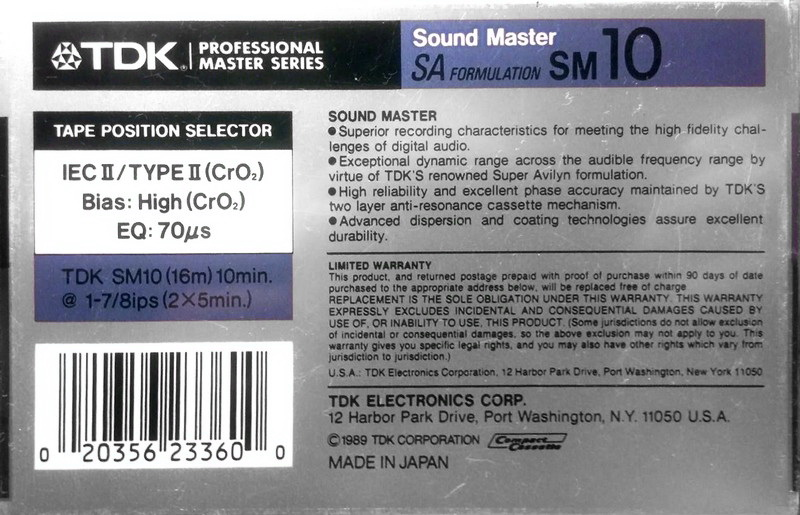 TDK. PROFESSIONAL
MASTER SERIES
Sound Master
SA FORMULATION SM10
TAPE POSITION SELECTOR
IEC II/TYPE II (CrO₂)
Bias: High (CrO₂)
EQ: 70μs
TDK SM10 (16m) 10min.
@ 1-7/8ips (2×5min.)
0 20356 23360 0
SOUND MASTER
●Superior recording characteristics for meeting the high fidelity chal-
lenges of digital audio.
●Exceptional dynamic range across the audible frequency range by
virtue of TDK'S renowned Super Avilyn formulation.
●High reliability and excellent phase accuracy maintained by TDK'S
two layer anti-resonance cassette mechanism.
●Advanced dispersion and coating technologies assure excellent
durability.
LIMITED WARRANTY
This product, and returned postage prepaid with proof of purchase within 90 days of date
purchased to the appropriate address below, will be replaced free of charge
REPLACEMENT IS THE SOLE OBLIGATION UNDER THIS WARRANTY. THIS WARRANTY
EXPRESSLY EXCLUDES INCIDENTAL AND CONSEQUENTIAL DAMAGES CAUSED BY
USE OF, OR INABILITY TO USE, THIS PRODUCT. (Some jurisdictions do not allow exclusion
of incidental or consequential damages, so the above exclusion may not apply to you. This
warranty gives you specific legal rights, and you may also have other rights which vary from
jurisdiction to jurisdiction.)
U.S.A.: TDK Electronics Corporation, 12 Harbor Park Drive, Port Washington, New York 11050
TDK ELECTRONICS CORP.
12 Harbor Park Drive, Port Washington, N.Y. 11050 U.S.A.
©1989 TDK CORPORATION Compact Cassette
MADE IN JAPAN